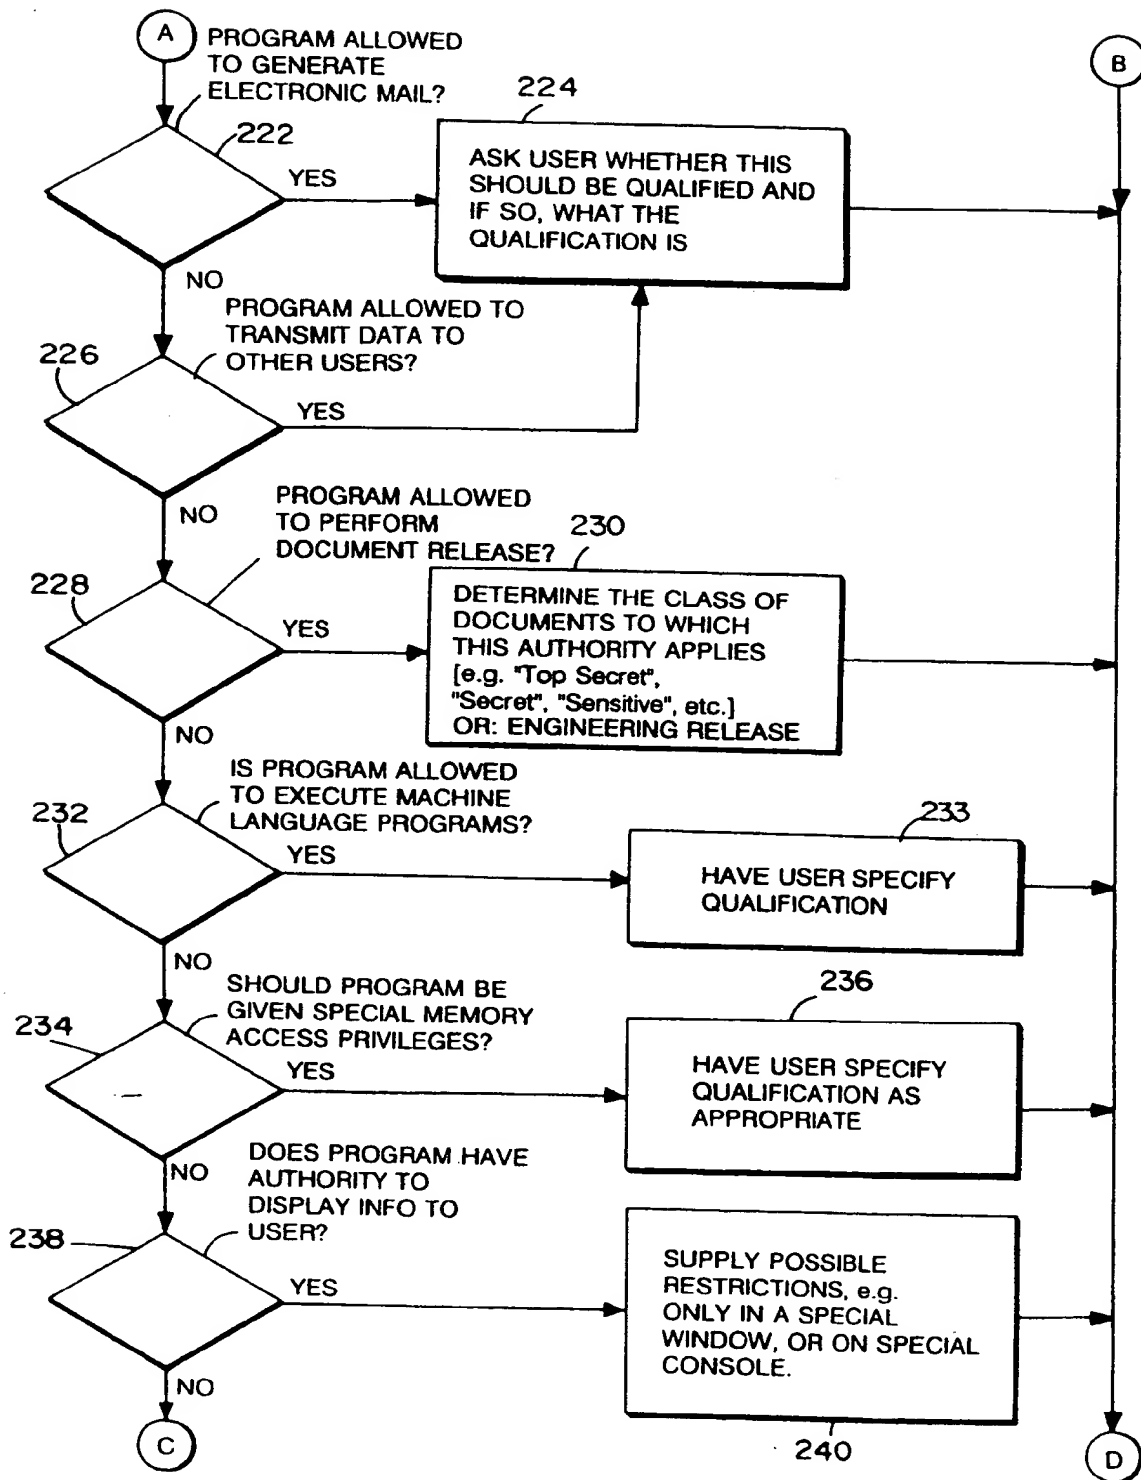 A
PROGRAM ALLOWED
TO GENERATE
ELECTRONIC MAIL?
B
222
224
YES
ASK USER WHETHER THIS
SHOULD BE QUALIFIED AND
IF SO, WHAT THE
QUALIFICATION IS
NO
PROGRAM ALLOWED TO
TRANSMIT DATA TO
OTHER USERS?
226
YES
NO
PROGRAM ALLOWED
TO PERFORM
DOCUMENT RELEASE?
228
230
YES
DETERMINE THE CLASS OF
DOCUMENTS TO WHICH
THIS AUTHORITY APPLIES
[e.g. "Top Secret",
"Secret", "Sensitive", etc.]
OR: ENGINEERING RELEASE
NO
IS PROGRAM ALLOWED
TO EXECUTE MACHINE
LANGUAGE PROGRAMS?
232
233
YES
HAVE USER SPECIFY
QUALIFICATION
NO
SHOULD PROGRAM BE
GIVEN SPECIAL MEMORY
ACCESS PRIVILEGES?
234
236
YES
HAVE USER SPECIFY
QUALIFICATION AS
APPROPRIATE
NO
DOES PROGRAM HAVE
AUTHORITY TO
DISPLAY INFO TO
USER?
238
YES
SUPPLY POSSIBLE
RESTRICTIONS, e.g.
ONLY IN A SPECIAL
WINDOW, OR ON SPECIAL
CONSOLE.
240
NO
C
D